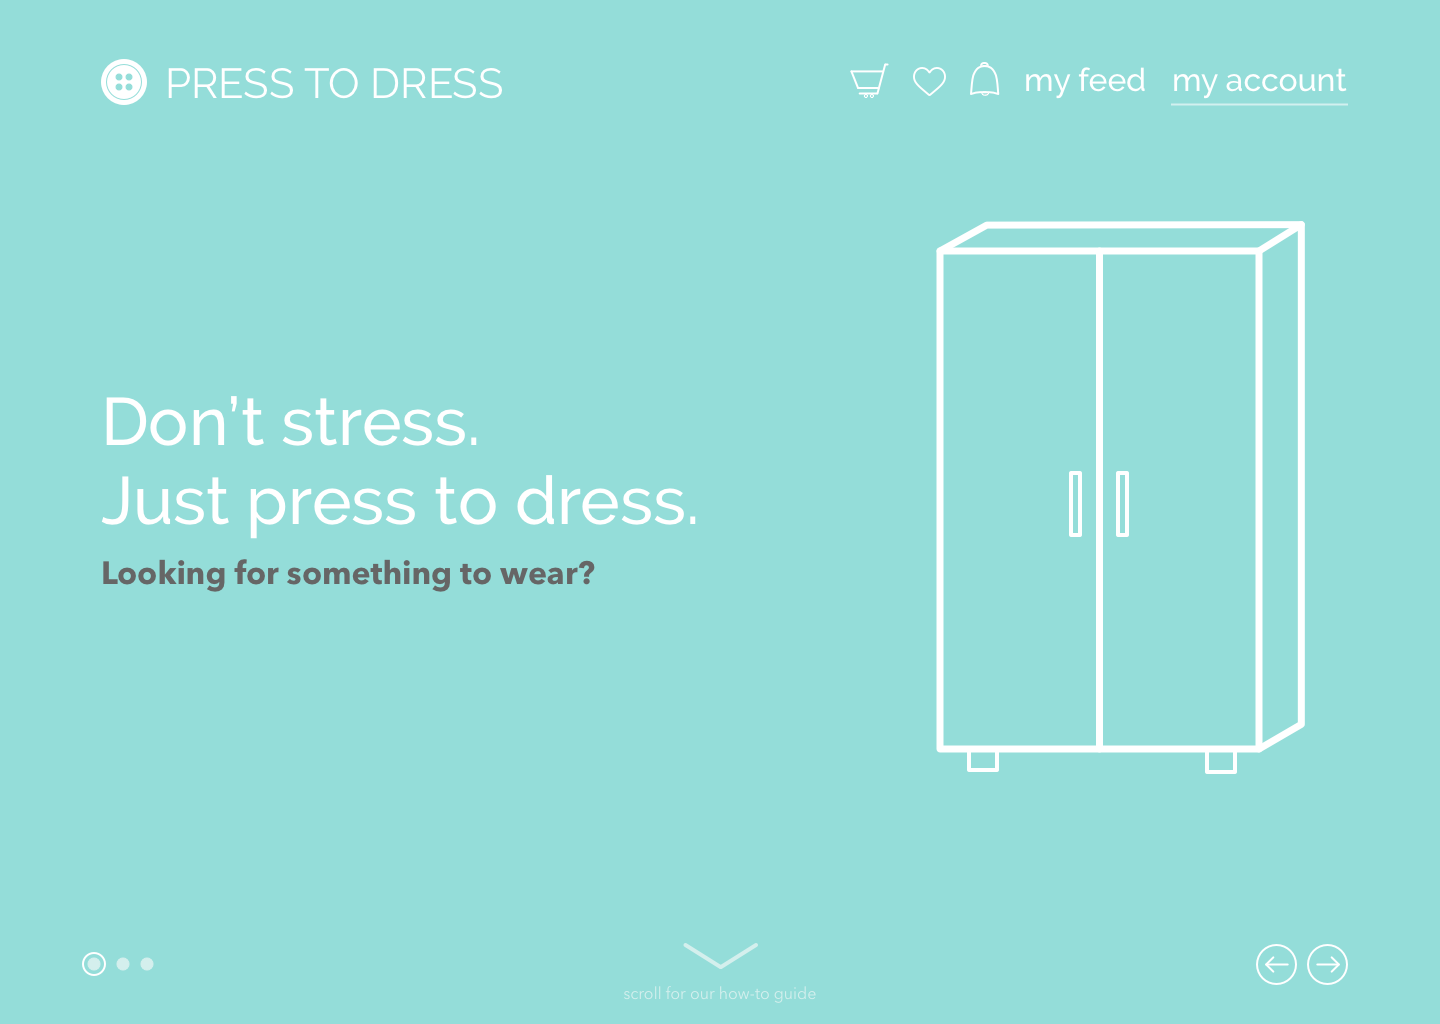 PRESS TO DRESS
my feed
my account
Don’t stress.
Just press to dress.
Looking for something to wear?
scroll for our how-to guide